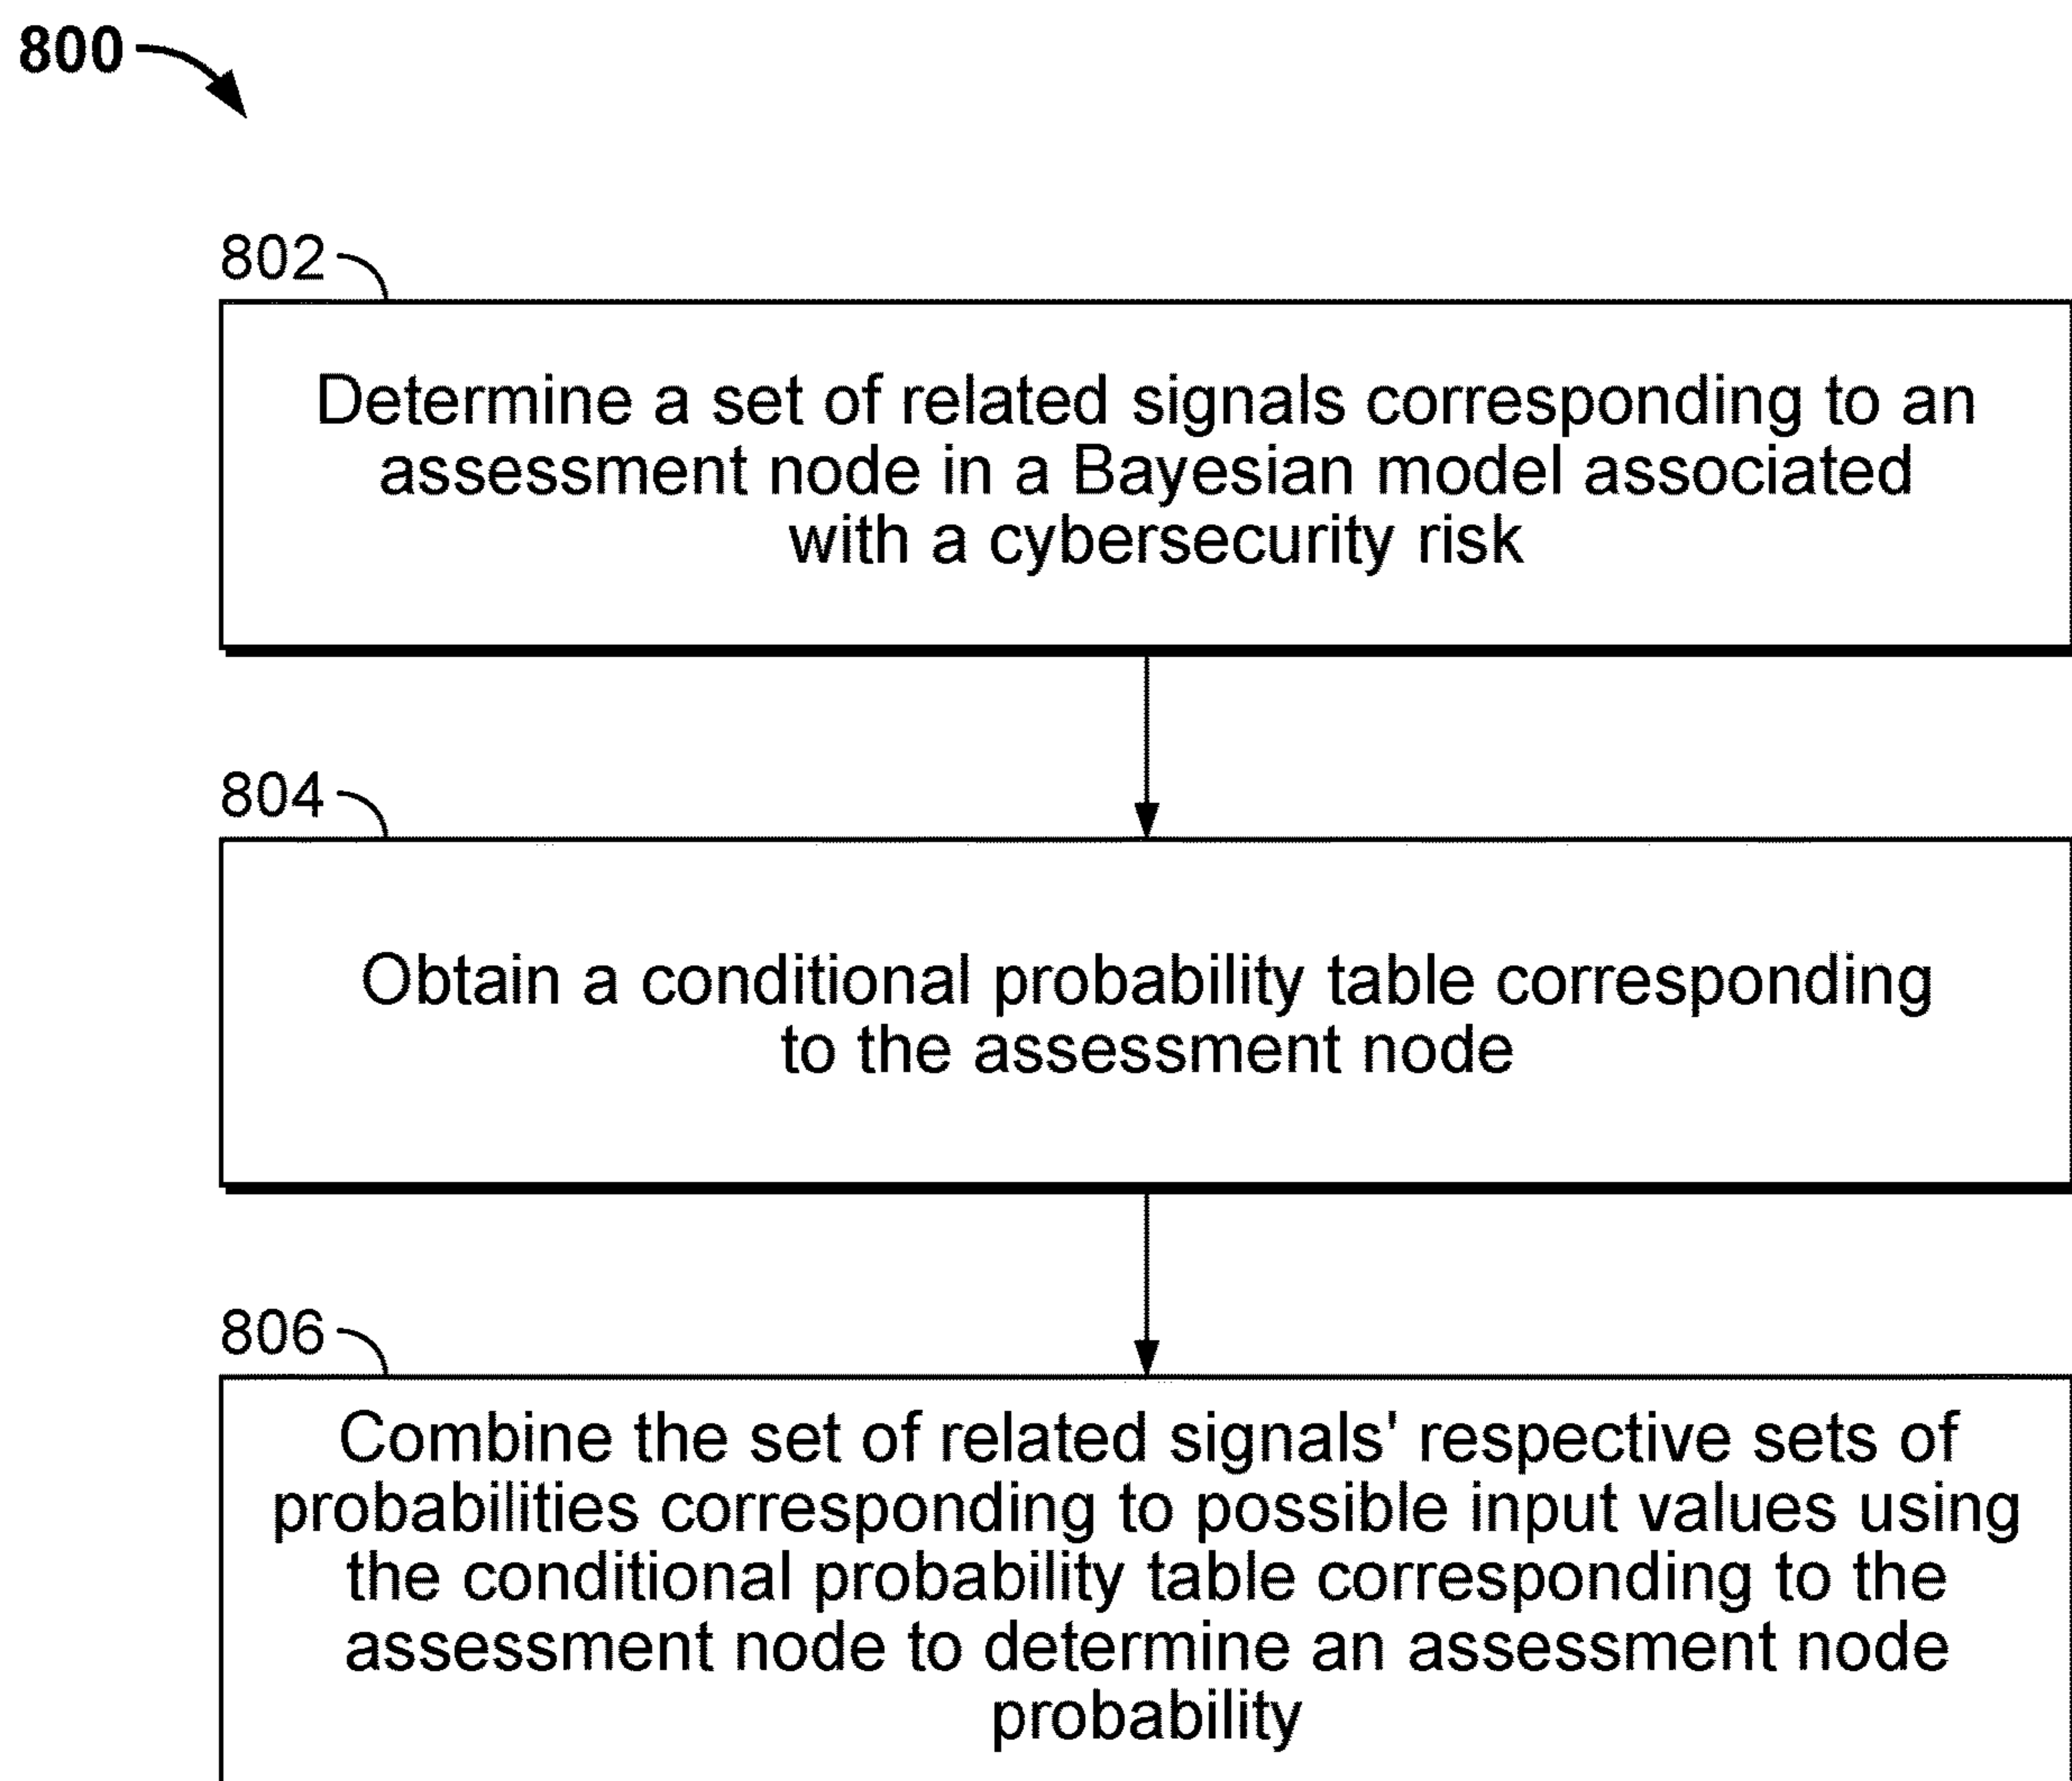 800
802
Determine a set of related signals corresponding to an
assessment node in a Bayesian model associated
with a cybersecurity risk
804
Obtain a conditional probability table corresponding
to the assessment node
806
Combine the set of related signals' respective sets of
probabilities corresponding to possible input values using
the conditional probability table corresponding to the
assessment node to determine an assessment node
probability